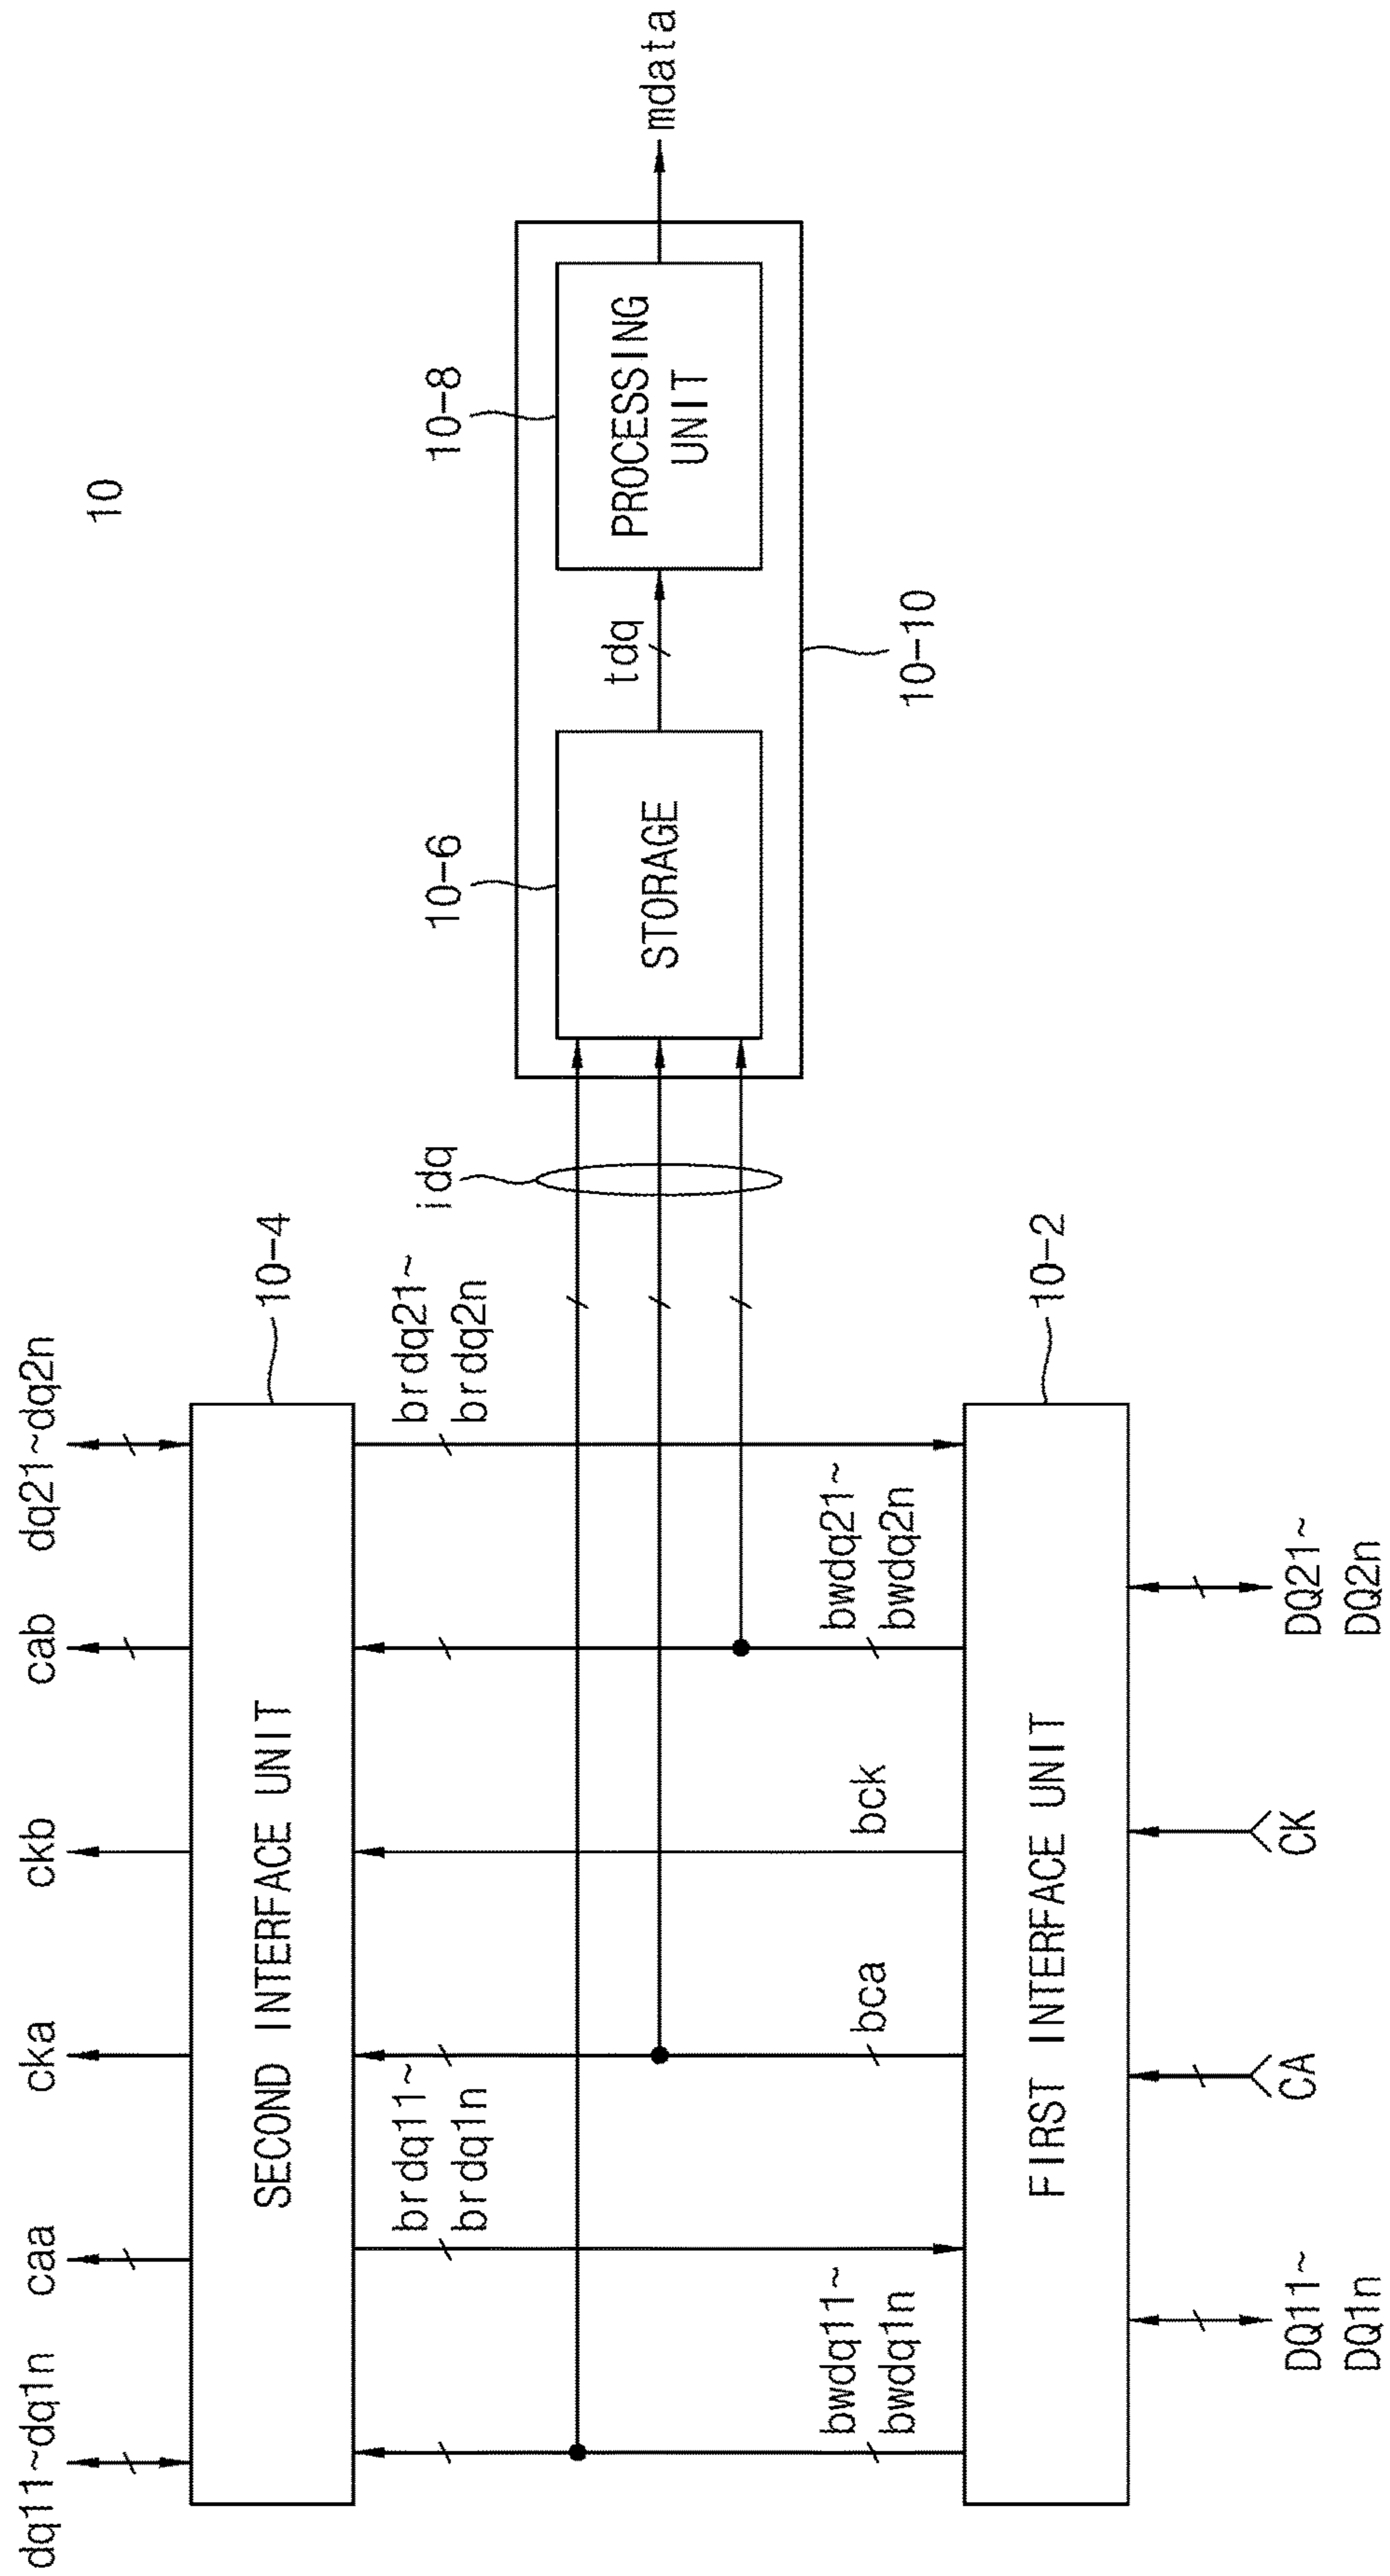 10
dq11~dq1n
caa
cka
ckb
cab
dq21~dq2n
SECOND INTERFACE UNIT
10-4
brdq11~
brdq1n
brdq21~
brdq2n
idq
10-6
STORAGE
tdq
10-8
PROCESSING
UNIT
mdata
10-10
bwdq11~
bwdq1n
bca
bck
bwdq21~
bwdq2n
FIRST INTERFACE UNIT
10-2
DQ11~
DQ1n
CA
CK
DQ21~
DQ2n